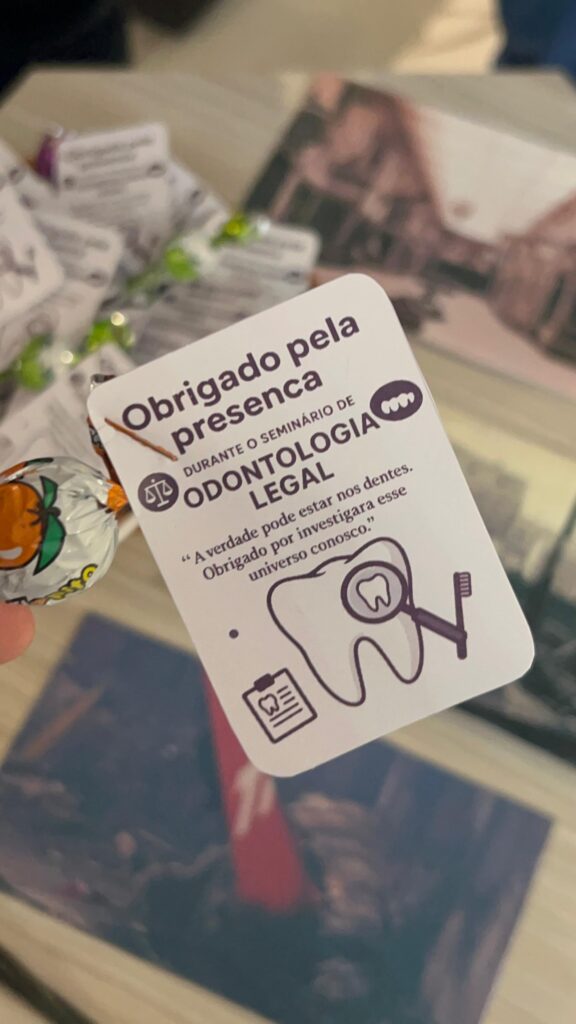 Obrigado pela
presenca
DURANTE O SEMINÁRIO DE
ODONTOLOGIA
LEGAL
“A verdade pode estar nos dentes.
Obrigado por investigara esse
universo conosco.”